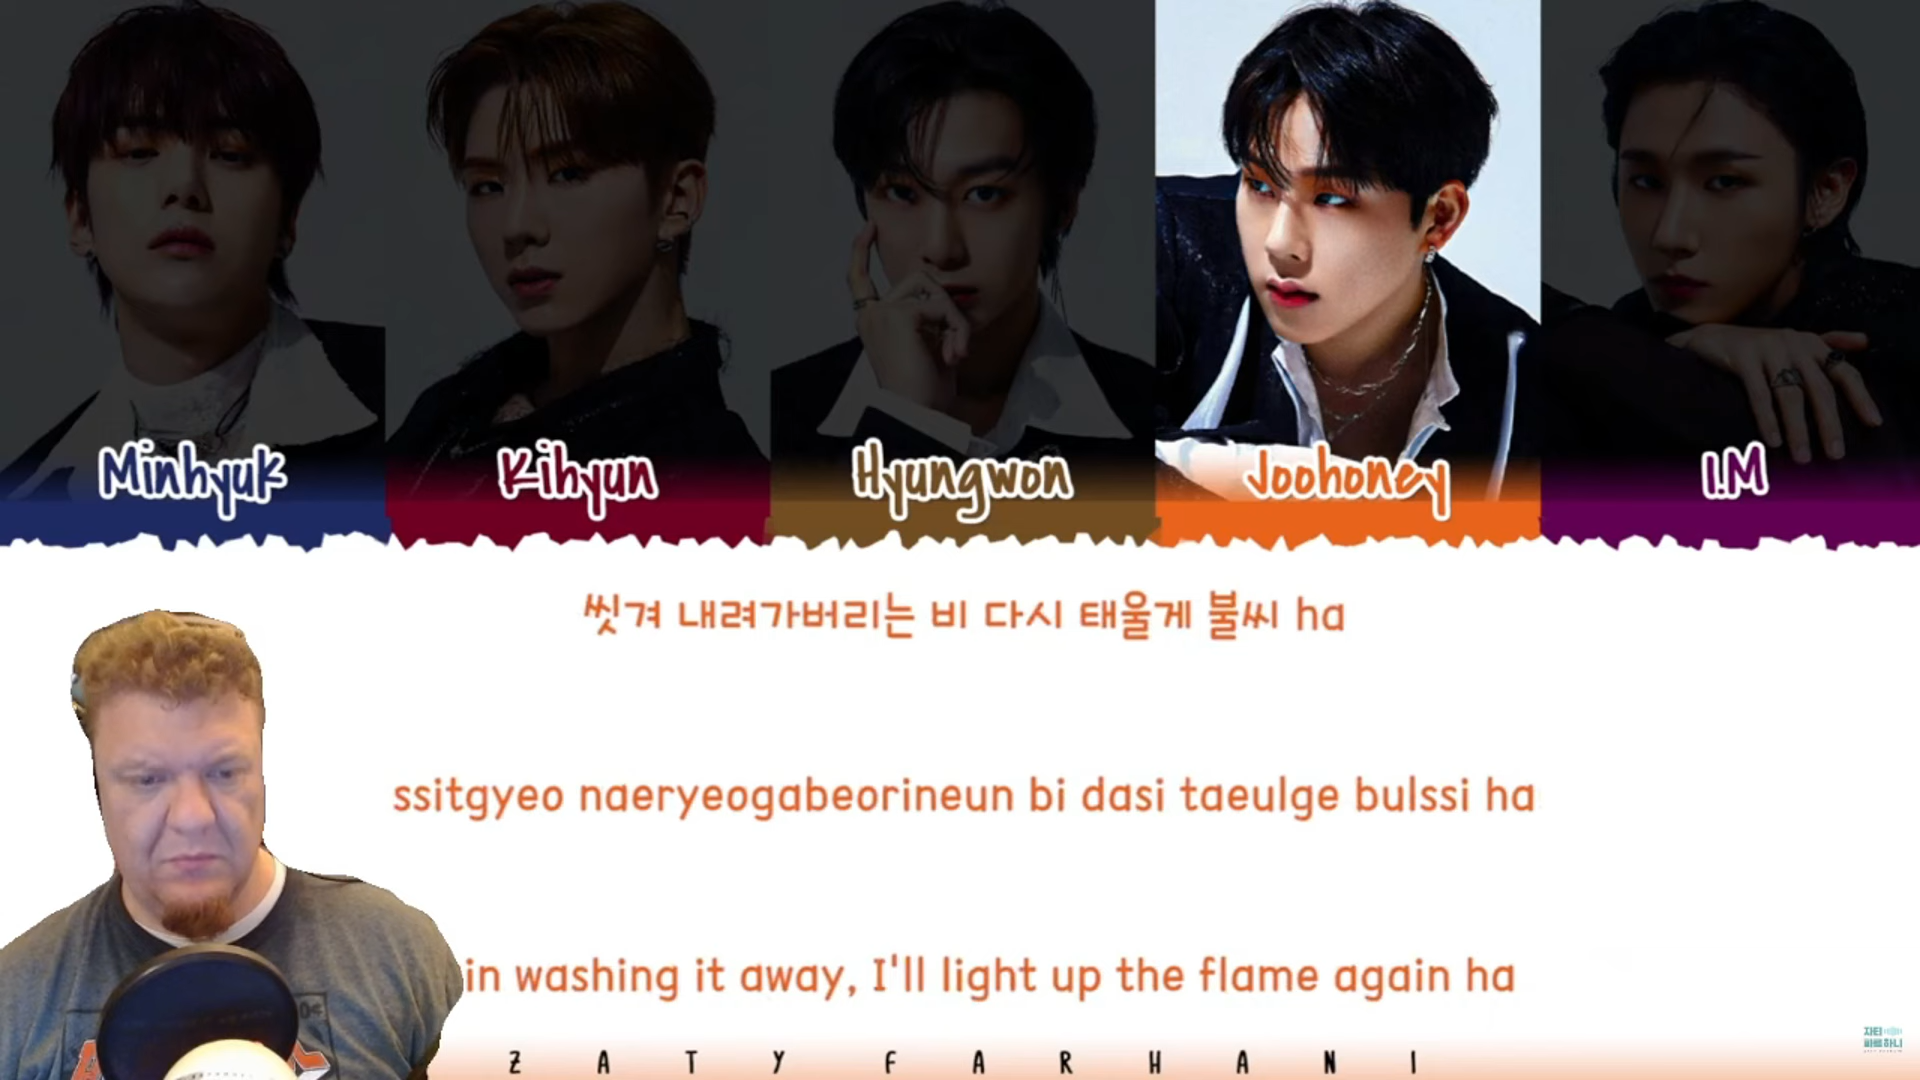 Minhyuk Kihyun Hyungwon Joohoney I.M
씻겨 내려가버리는 비 다시 태울게 불씨 ha
ssitgyeo naeryeogabeorineun bi dasi taeulge bulssi ha
in washing it away, I'll light up the flame again ha
ZATY FARHANI